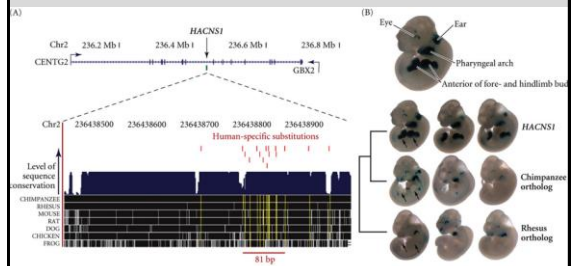 (A)
HACNS1
Chr2
236.2 Mb
236.4 Mb
236.6 Mb
236.8 Mb
CENTG2
GBX2
Chr2
236438500
236438600
236438700
236438800
236438900
Human-specific substitutions
Level of
sequence
conservation
CHIMPANZEE
RHESUS
MOUSE
RAT
DOG
CHICKEN
FROG
81 bp
(B)
Eye
Ear
Pharyngeal arch
Anterior of fore- and hindlimb bud
HACNS1
Chimpanzee
ortholog
Rhesus
ortholog